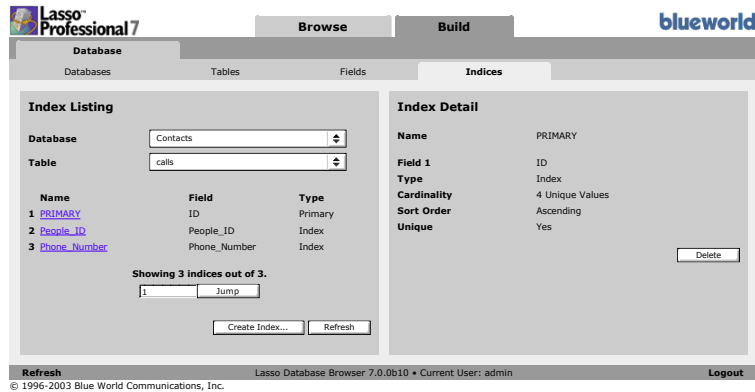 Lasso™
Professional 7
Browse
Build
blueworld
Database
Databases
Tables
Fields
Indices
Index Listing
Database
Contacts
Table
calls
Name Field Type
1 PRIMARY ID Primary
2 People_ID People_ID Index
3 Phone_Number Phone_Number Index
Showing 3 indices out of 3.
1
Jump
Create Index...
Refresh
Index Detail
Name PRIMARY
Field 1 ID
Type Index
Cardinality 4 Unique Values
Sort Order Ascending
Unique Yes
Delete
Refresh
Lasso Database Browser 7.0.0b10 • Current User: admin
Logout
© 1996-2003 Blue World Communications, Inc.